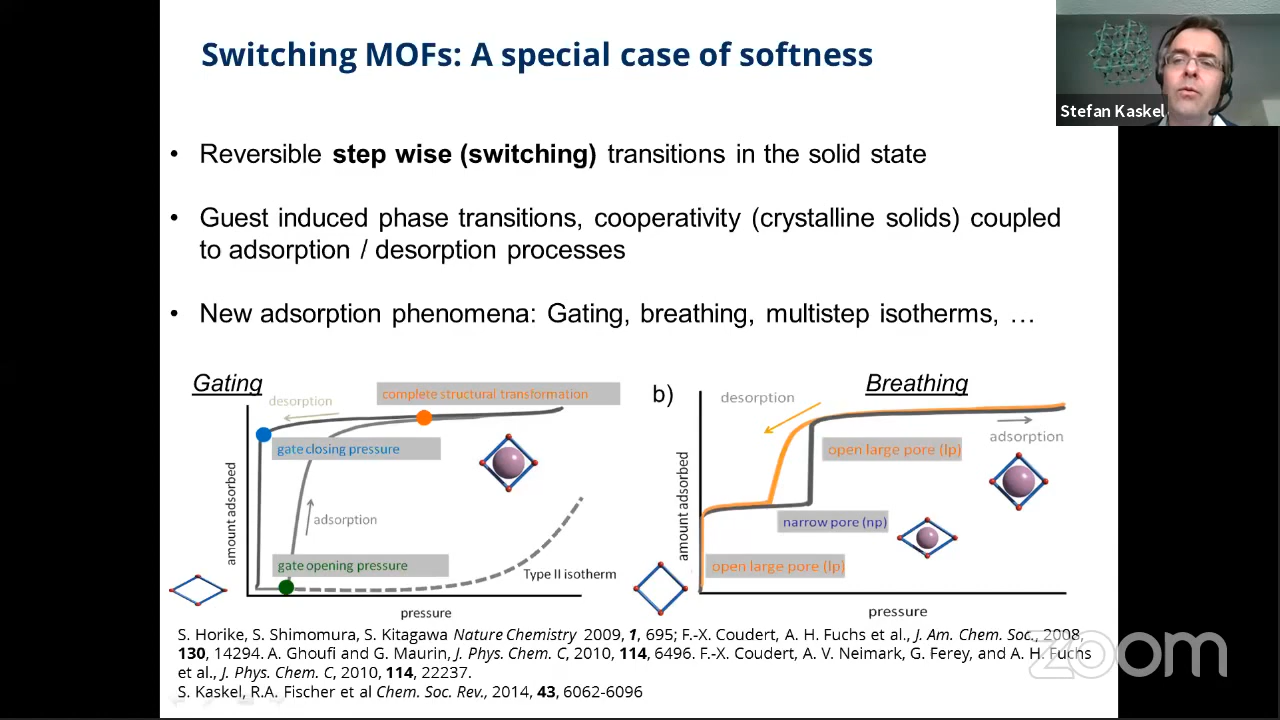 Switching MOFs: A special case of softness
Stefan Kaskel
• Reversible step wise (switching) transitions in the solid state
• Guest induced phase transitions, cooperativity (crystalline solids) coupled
to adsorption / desorption processes
• New adsorption phenomena: Gating, breathing, multistep isotherms, …
Gating
desorption
complete structural transformation
gate closing pressure
adsorption
gate opening pressure
Type II isotherm
amount adsorbed
pressure
b)
Breathing
desorption
adsorption
open large pore (lp)
narrow pore (np)
open large pore (lp)
amount adsorbed
pressure
S. Horike, S. Shimomura, S. Kitagawa Nature Chemistry 2009, 1, 695; F.-X. Coudert, A. H. Fuchs et al., J. Am. Chem. Soc., 2008,
130, 14294. A. Ghoufi and G. Maurin, J. Phys. Chem. C, 2010, 114, 6496. F.-X. Coudert, A. V. Neimark, G. Ferey, and A. H. Fuchs
et al., J. Phys. Chem. C, 2010, 114, 22237.
S. Kaskel, R.A. Fischer et al Chem. Soc. Rev., 2014, 43, 6062-6096
zoom